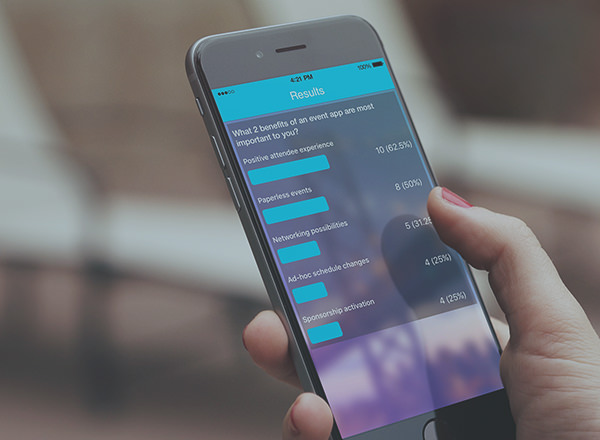 4:21 PM 100%
Results
What 2 benefits of an event app are most
important to you?
Positive attendee experience
10 (62.5%)
Paperless events
8 (50%)
Networking possibilities
5 (31.25
Ad-hoc schedule changes
4 (25%)
Sponsorship activation
4 (25%)